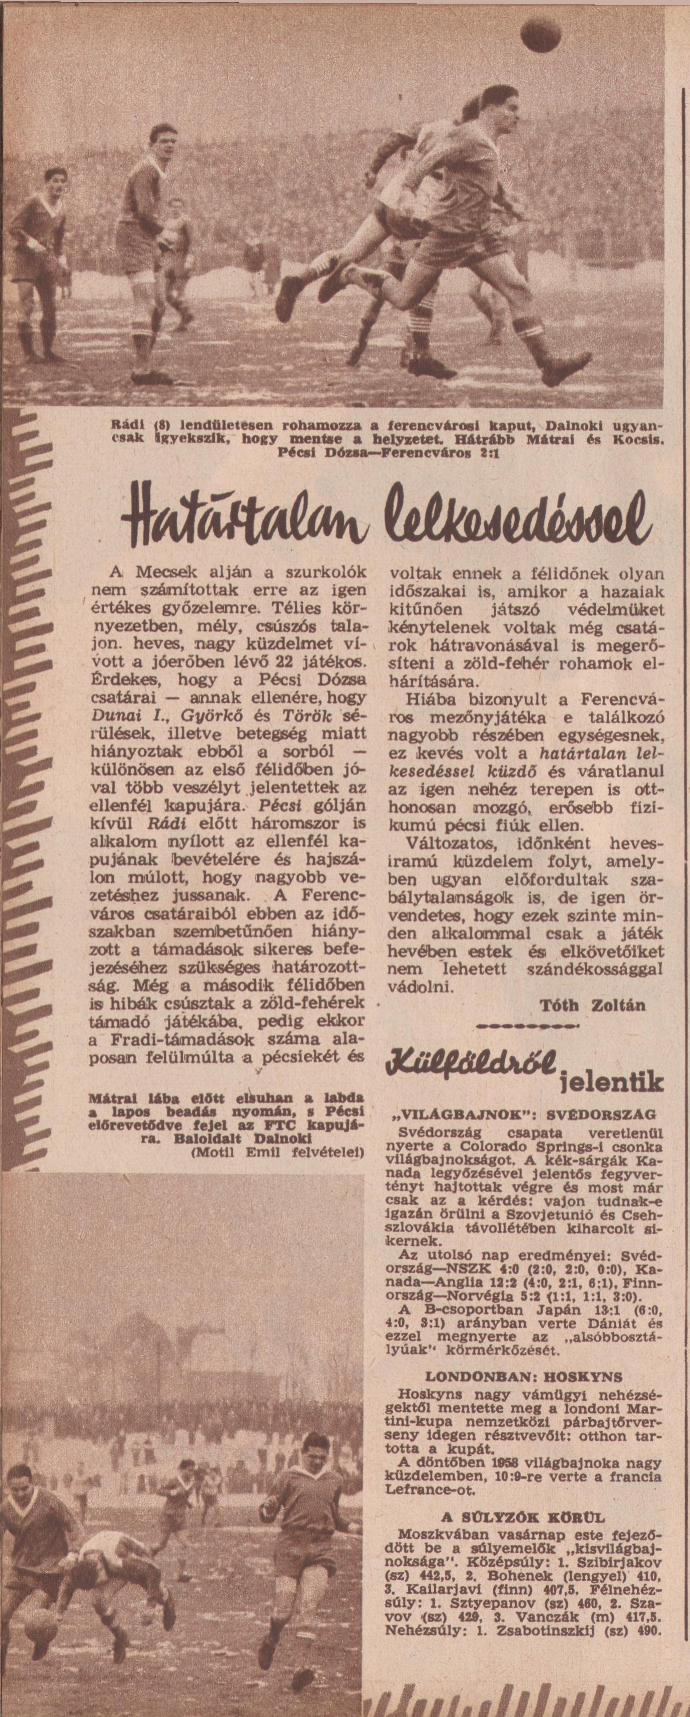 Rádi (8) lendületesen rohamozza a ferencvárosi kaput, Dalnoki ugyan-
csak igyekszik, hogy mentse a helyzetet. Hátrább Mátrai és Kocsis.
Pécsi Dózsa—Ferencváros 2:1
Határtalan lelkesedéssel
A Mecsek alján a szurkolók
nem számítottak erre az igen
értékes győzelemre. Télies kör-
nyezetben, mély, csúszós tala-
jon. heves, nagy küzdelmet ví-
vott a jóerőben lévő 22 játékos.
Érdekes, hogy a Pécsi Dózsa
csatárai — annak ellenére, hogy
Dunai I., Györkő és Török sé-
rülések, illetve betegség miatt
hiányoztak ebből a sorból —
különösen az első félidőben jó-
val több veszélyt jelentettek az
ellenfél kapujára. Pécsi gólján
kívül Rádi előtt háromszor is
alkalom nyílott az ellenfél ka-
pujának bevételére és hajszá-
lon múlott, hogy nagyobb ve-
zetéshez jussanak. A Ferenc-
város csatáraiból ebben az idő-
szakban szembetűnően hiány-
zott a támadások sikeres befe-
jezéséhez szükséges határozott-
ság. Még a második félidőben
is hibák csúsztak a zöld-fehérek
támadó játékába, pedig ekkor
a Fradi-támadások száma ala-
posan felülmúlta a pécsiekét és
voltak ennek a félidőnek olyan
időszakai is, amikor a hazaiak
kitűnően játszó védelmüket
kénytelenek voltak még csatá-
rok hátravonásával is megerő-
síteni a zöld-fehér rohamok el-
hárítására.
Hiába bizonyult a Ferencvá-
ros mezőnyjátéka e találkozó
nagyobb részében egységesnek,
ez kevés volt a határtalan lel-
kesedéssel küzdő és váratlanul
az igen nehéz terepen is ott-
honosan mozgó, erősebb fizi-
kumú pécsi fiúk ellen.
Változatos, időnként heves-
iramú küzdelem folyt, amely-
ben ugyan előfordultak sza-
bálytalanságok is, de igen ör-
vendetes, hogy ezek szinte min-
den alkalommal csak a játék
hevében estek és elkövetőiket
nem lehetett szándékossággal
vádolni.
Tóth Zoltán
Mátrai lába előtt elsuhan a labda
a lapos beadás nyomán, s Pécsi
előrevetődve fejel az FTC kapujá-
ra. Baloldalt Dalnoki
(Motil Emil felvételei)
Külföldről
jelentik
„VILÁGBAJNOK": SVÉDORSZÁG
Svédország csapata veretlenül
nyerte a Colorado Springs-i csonka
világbajnokságot. A kék-sárgák Ka-
nada legyőzésével jelentős fegyver-
tényt hajtottak végre és most már
csak az a kérdés: vajon tudnak-e
igazán örülni a Szovjetunió és Cseh-
szlovákia távollétében kiharcolt si-
kernek.
Az utolsó nap eredményei: Svéd-
ország—NSZK 4:0 (2:0, 2:0, 0:0), Ka-
nada—Anglia 12:2 (4:0, 2:1, 6:1), Finn-
ország—Norvégia 5:2 (1:1, 1:1, 3:0).
A B-csoportban Japán 13:1 (6:0,
4:0, 3:1) arányban verte Dániát és
ezzel megnyerte az „alsóbbosztá-
lyúak" körmérkőzését.
LONDONBAN: HOSKYNS
Hoskyns nagy vámügyi nehézsé-
gektől mentette meg a londoni Mar-
tini-kupa nemzetközi párbajtőrver-
seny idegen résztvevőit: otthon tar-
totta a kupát.
A döntőben 1958 világbajnoka nagy
küzdelemben, 10:9-re verte a francia
Lefrance-ot.
A SÚLYZÓK KÖRÜL
Moszkvában vasárnap este fejező-
dött be a súlyemelők „kisvilágbaj-
noksága". Középsúly: 1. Szibirjakov
(sz) 442,5, 2. Bohenek (lengyel) 410,
3. Kailarjavi (finn) 407,5. Félnehéz-
súly: 1. Sztyepanov (sz) 460, 2. Sza-
vov (sz) 429, 3. Vanczák (m) 417,5.
Nehézsúly: 1. Zsabotinszkij (sz) 490.